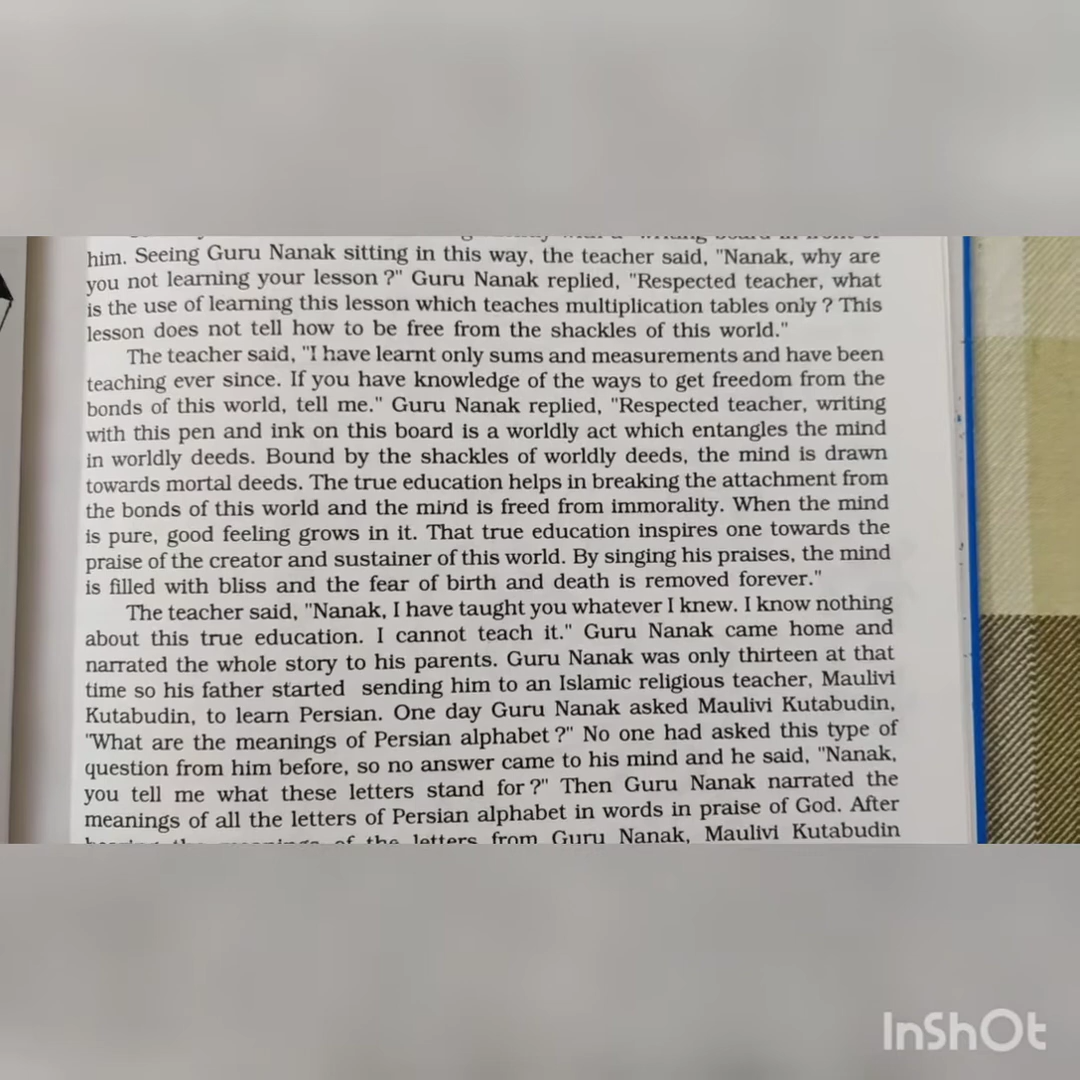 him. Seeing Guru Nanak sitting in this way, the teacher said, "Nanak, why are
you not learning your lesson ?" Guru Nanak replied, "Respected teacher, what
is the use of learning this lesson which teaches multiplication tables only ? This
lesson does not tell how to be free from the shackles of this world."
The teacher said, "I have learnt only sums and measurements and have been
teaching ever since. If you have knowledge of the ways to get freedom from the
bonds of this world, tell me." Guru Nanak replied, "Respected teacher, writing
with this pen and ink on this board is a worldly act which entangles the mind
in worldly deeds. Bound by the shackles of worldly deeds, the mind is drawn
towards mortal deeds. The true education helps in breaking the attachment from
the bonds of this world and the mind is freed from immorality. When the mind
is pure, good feeling grows in it. That true education inspires one towards the
praise of the creator and sustainer of this world. By singing his praises, the mind
is filled with bliss and the fear of birth and death is removed forever."
The teacher said, "Nanak, I have taught you whatever I knew. I know nothing
about this true education. I cannot teach it." Guru Nanak came home and
narrated the whole story to his parents. Guru Nanak was only thirteen at that
time so his father started sending him to an Islamic religious teacher, Maulivi
Kutabudin, to learn Persian. One day Guru Nanak asked Maulivi Kutabudin,
"What are the meanings of Persian alphabet ?" No one had asked this type of
question from him before, so no answer came to his mind and he said, "Nanak,
you tell me what these letters stand for ?" Then Guru Nanak narrated the
meanings of all the letters of Persian alphabet in words in praise of God. After
of the letters from Guru Nanak, Maulivi Kutabudin
InShOt